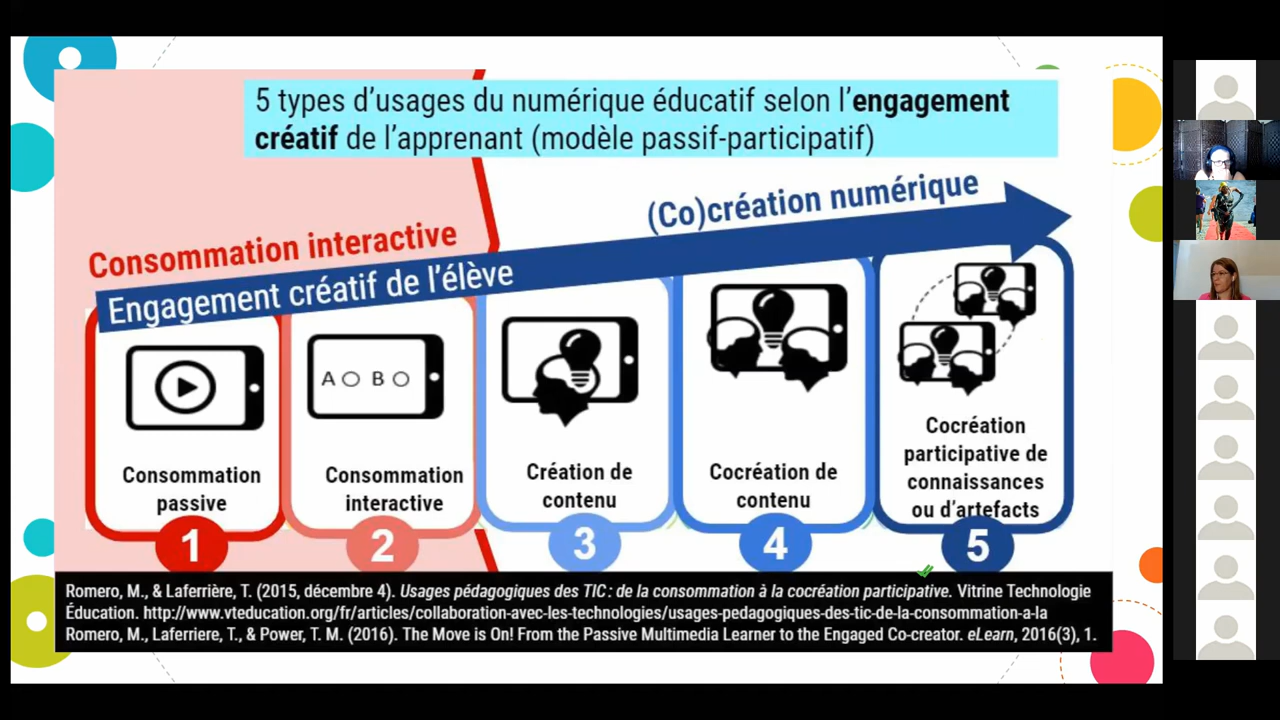 5 types d’usages du numérique éducatif selon l’engagement
créatif de l’apprenant (modèle passif-participatif)
(Co)création numérique
Consommation interactive
Engagement créatif de l’élève
A O B O
Consommation
passive
1
Consommation
interactive
2
Création de
contenu
3
Cocréation de
contenu
4
Cocréation
participative de
connaissances
ou d’artefacts
5
Romero, M., & Laferrière, T. (2015, décembre 4). Usages pédagogiques des TIC : de la consommation à la cocréation participative. Vitrine Technologie
Éducation. http://www.vteducation.org/fr/articles/collaboration-avec-les-technologies/usages-pedagogiques-des-tic-de-la-consommation-a-la
Romero, M., Laferriere, T., & Power, T. M. (2016). The Move is On! From the Passive Multimedia Learner to the Engaged Co-creator. eLearn, 2016(3), 1.